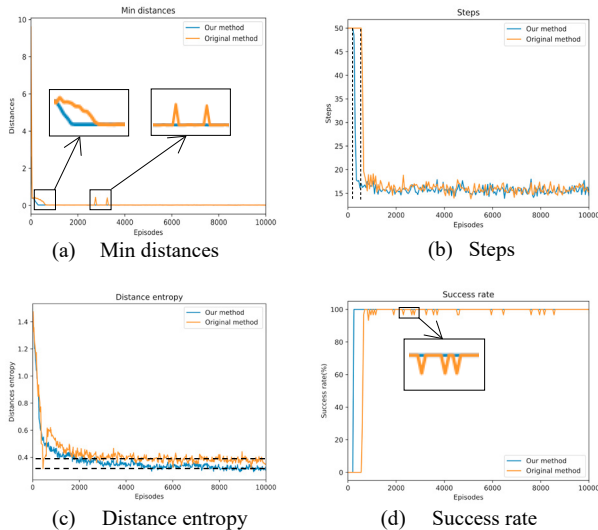 Min distances
10
8
6
4
2
0
Distances
Our method
Original method
0 2000 4000 6000 8000 10000
Episodes
(a) Min distances
Steps
50
45
40
35
30
25
20
15
Steps
Our method
Original method
0 2000 4000 6000 8000 10000
Episodes
(b) Steps
Distance entropy
1.4
1.2
1.0
0.8
0.6
0.4
Distances entropy
Our method
Original method
0 2000 4000 6000 8000 10000
Episodes
(c) Distance entropy
Success rate
100
80
60
40
20
0
Success rate(%)
Our method
Original method
0 2000 4000 6000 8000 10000
Episodes
(d) Success rate